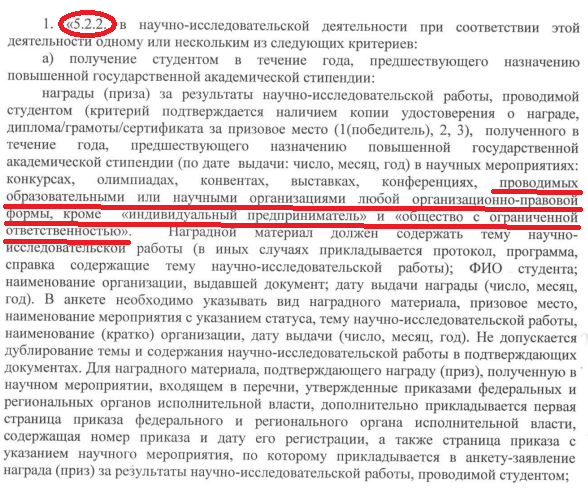 1. «5.2.2. в научно-исследовательской деятельности при соответствии этой
деятельности одному или нескольким из следующих критериев:
а) получение студентом в течение года, предшествующего назначению
повышенной государственной академической стипендии:
награды (приза) за результаты научно-исследовательской работы, проводимой
студентом (критерий подтверждается наличием копии удостоверения о награде,
диплома/грамоты/сертификата за призовое место (1(победитель), 2, 3), полученного в
течение года, предшествующего назначению повышенной государственной
академической стипендии (по дате выдачи: число, месяц, год) в научных мероприятиях:
конкурсах, олимпиадах, конвентах, выставках, конференциях, проводимых
образовательными или научными организациями любой организационно-правовой
формы, кроме «индивидуальный предприниматель» и «общество с ограниченной
ответственностью». Наградной материал должен содержать тему научно-
исследовательской работы (в иных случаях прикладывается протокол, программа,
справка содержащие тему научно-исследовательской работы); ФИО студента;
наименование организации, выдавшей документ; дату выдачи награды (число, месяц,
год). В анкете необходимо указывать вид наградного материала, призовое место,
наименование мероприятия с указанием статуса, тему научно-исследовательской работы,
наименование (кратко) организации, дату выдачи (число, месяц, год). Не допускается
дублирование темы и содержания научно-исследовательской работы в подтверждающих
документах. Для наградного материала, подтверждающего награду (приз), полученную в
научном мероприятии, входящем в перечни, утвержденные приказами федеральных и
региональных органов исполнительной власти, дополнительно прикладывается первая
страница приказа федерального и регионального органа исполнительной власти,
содержащая номер приказа и дату его регистрации, а также страница приказа с
указанием научного мероприятия, по которому прикладывается в анкету-заявление
награда (приз) за результаты научно-исследовательской работы, проводимой студентом;